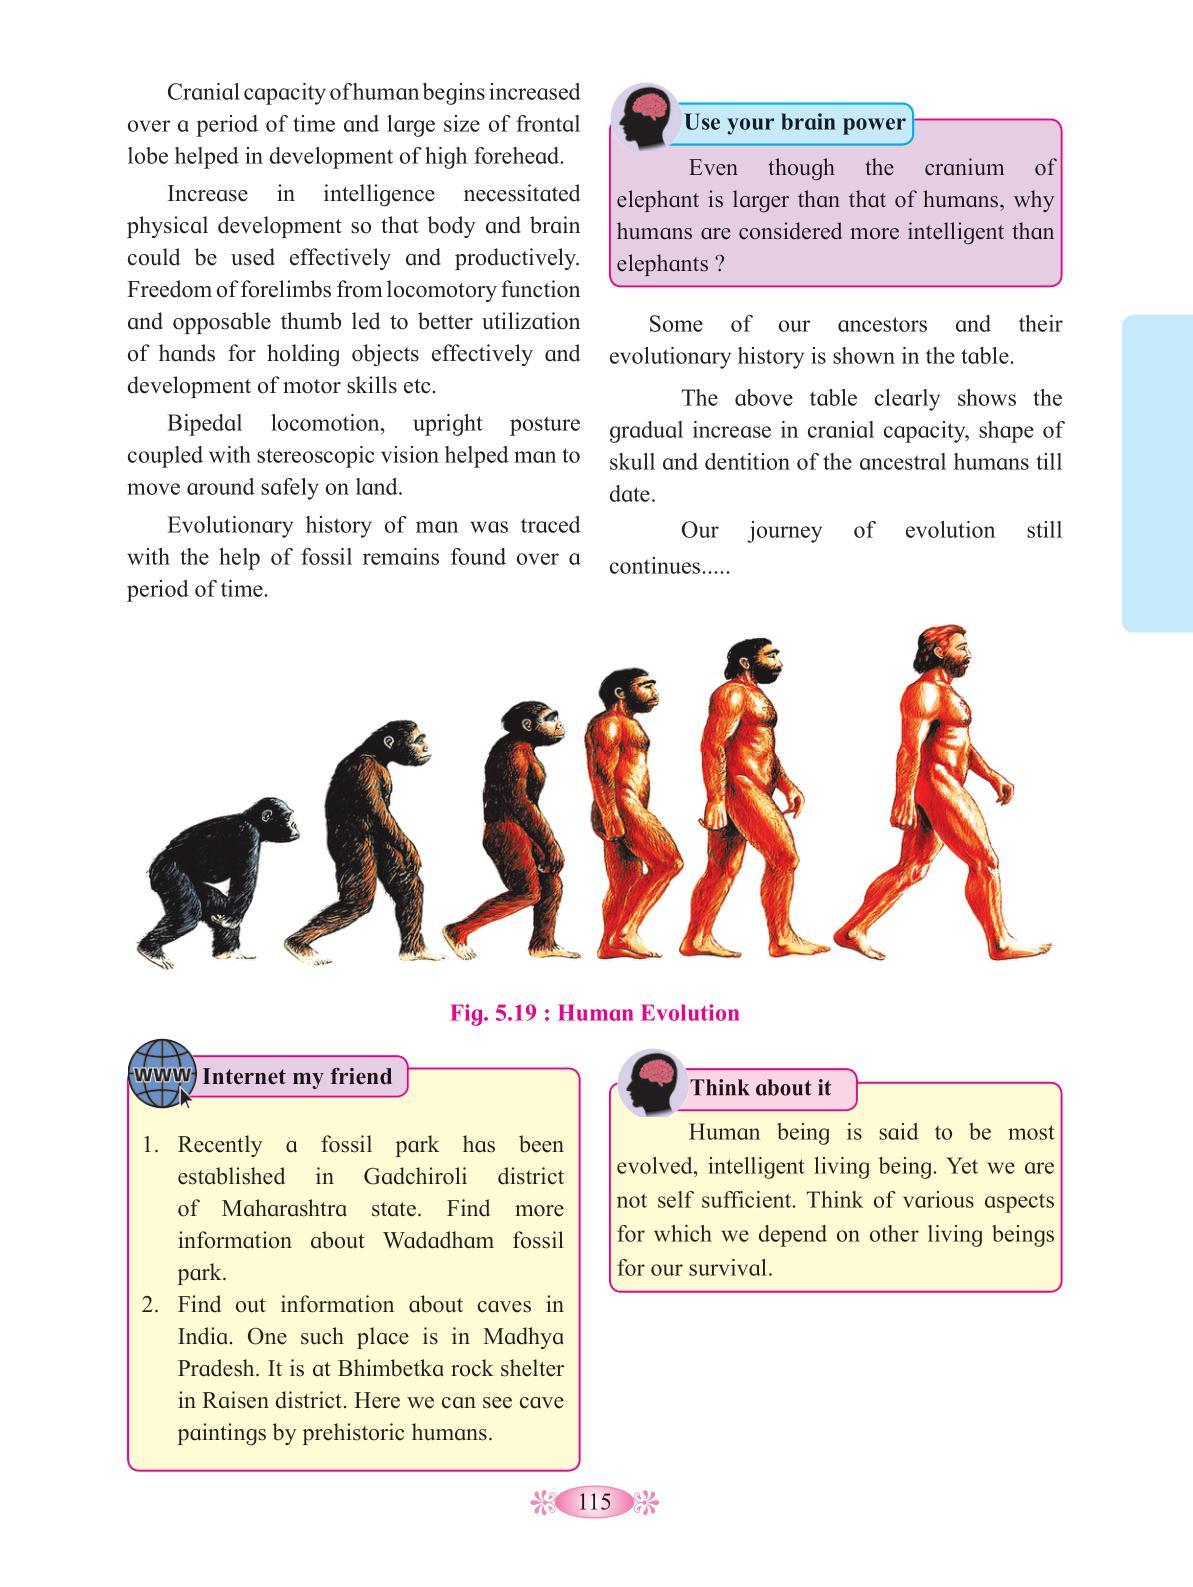 Cranial capacity of human begins increased
over a period of time and large size of frontal
lobe helped in development of high forehead.
Increase in intelligence necessitated
physical development so that body and brain
could be used effectively and productively.
Freedom of forelimbs from locomotory function
and opposable thumb led to better utilization
of hands for holding objects effectively and
development of motor skills etc.
Bipedal locomotion, upright posture
coupled with stereoscopic vision helped man to
move around safely on land.
Evolutionary history of man was traced
with the help of fossil remains found over a
period of time.
Use your brain power
Even though the cranium of
elephant is larger than that of humans, why
humans are considered more intelligent than
elephants ?
Some of our ancestors and their
evolutionary history is shown in the table.
The above table clearly shows the
gradual increase in cranial capacity, shape of
skull and dentition of the ancestral humans till
date.
Our journey of evolution still
continues.....
Fig. 5.19 : Human Evolution
WWW
Internet my friend
1. Recently a fossil park has been
established in Gadchiroli district
of Maharashtra state. Find more
information about Wadadham fossil
park.
2. Find out information about caves in
India. One such place is in Madhya
Pradesh. It is at Bhimbetka rock shelter
in Raisen district. Here we can see cave
paintings by prehistoric humans.
Think about it
Human being is said to be most
evolved, intelligent living being. Yet we are
not self sufficient. Think of various aspects
for which we depend on other living beings
for our survival.
115